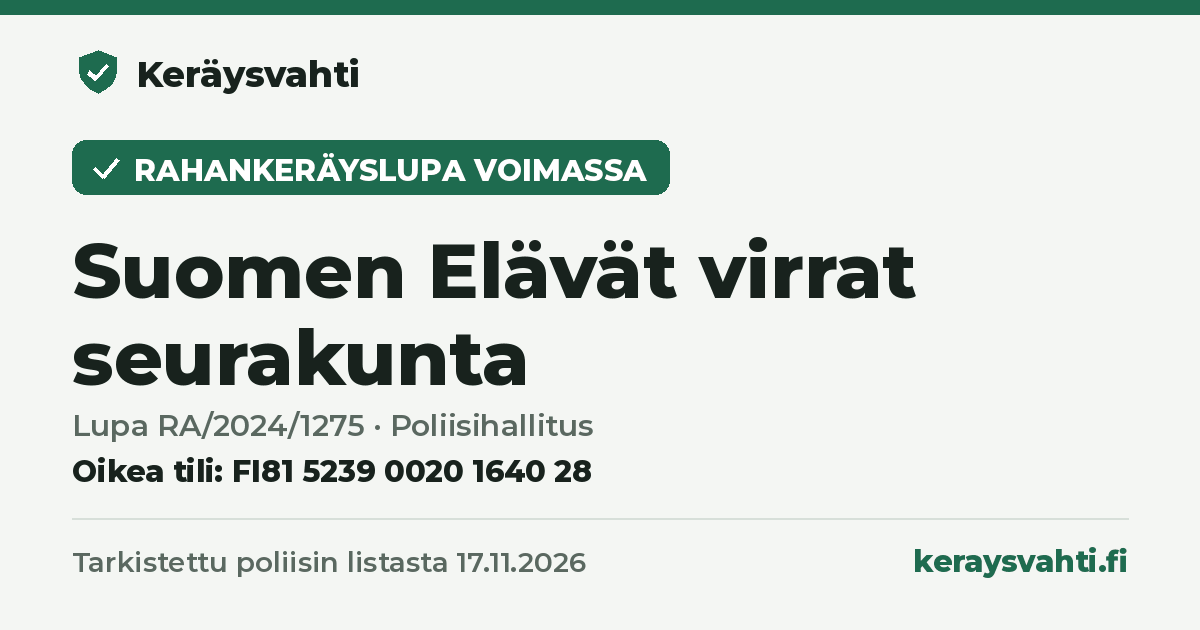 Keräysvahti
RAHANKERÄYSLUPA VOIMASSA
Suomen Elävät virrat
seurakunta
Lupa RA/2024/1275 · Poliisihallitus
Oikea tili: FI81 5239 0020 1640 28
Tarkistettu poliisin listasta 17.11.2026
keraysvahti.fi